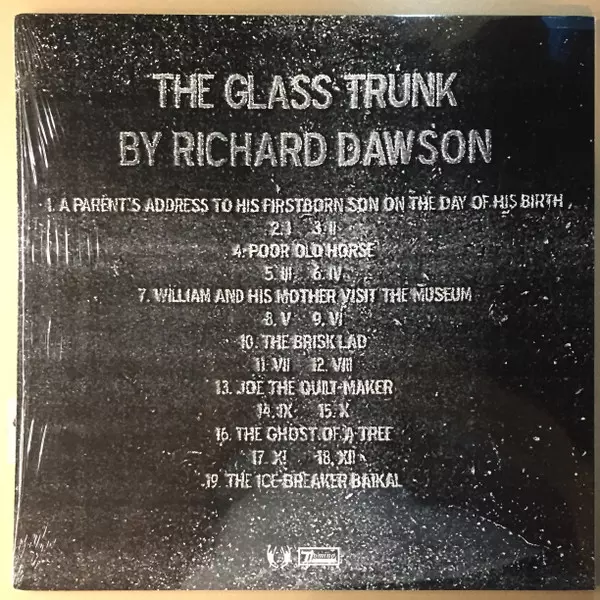 THE GLASS TRUNK
BY RICHARD DAWSON
1. A PARENT'S ADDRESS TO HIS FIRSTBORN SON ON THE DAY OF HIS BIRTH
2. I 3. II
4. POOR OLD HORSE
5. III 6. IV
7. WILLIAM AND HIS MOTHER VISIT THE MUSEUM
8. V 9. VI
10. THE BRISK LAD
11. VII 12. VIII
13. JOE THE QUILT-MAKER
14. IX 15. X
16. THE GHOST OF A TREE
17. XI 18. XII
19. THE ICE-BREAKER BAIKAL
Domino